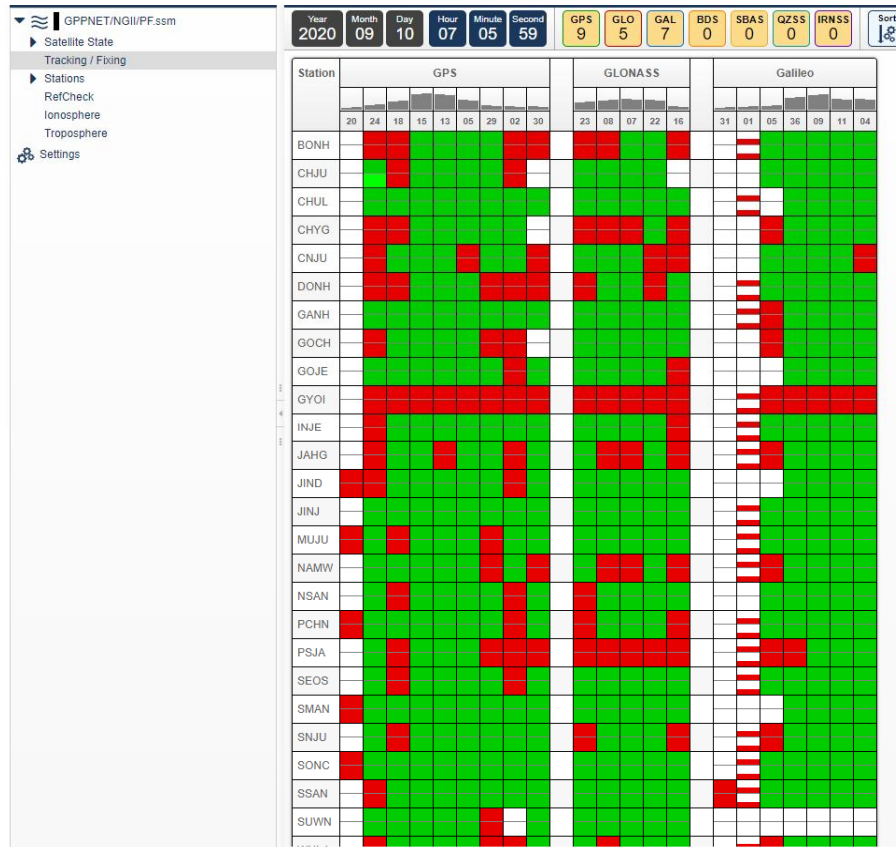 GPPNET/NGII/PF.ssm
Satellite State
Tracking / Fixing
Stations
RefCheck
Ionosphere
Troposphere
Settings
Year Month Day Hour Minute Second GPS GLO GAL BDS SBAS QZSS IRNSS Sort
2020 09 10 07 05 59 9 5 7 0 0 0 0
Station GPS GLONASS Galileo
20 24 18 15 13 05 29 02 30 23 08 07 22 16 31 01 05 36 09 11 04
BONH
CHJU
CHUL
CHYG
CNJU
DONH
GANH
GOCH
GOJE
GYOI
INJE
JAHG
JIND
JINJ
MUJU
NAMW
NSAN
PCHN
PSJA
SEOS
SMAN
SNJU
SONC
SSAN
SUWN